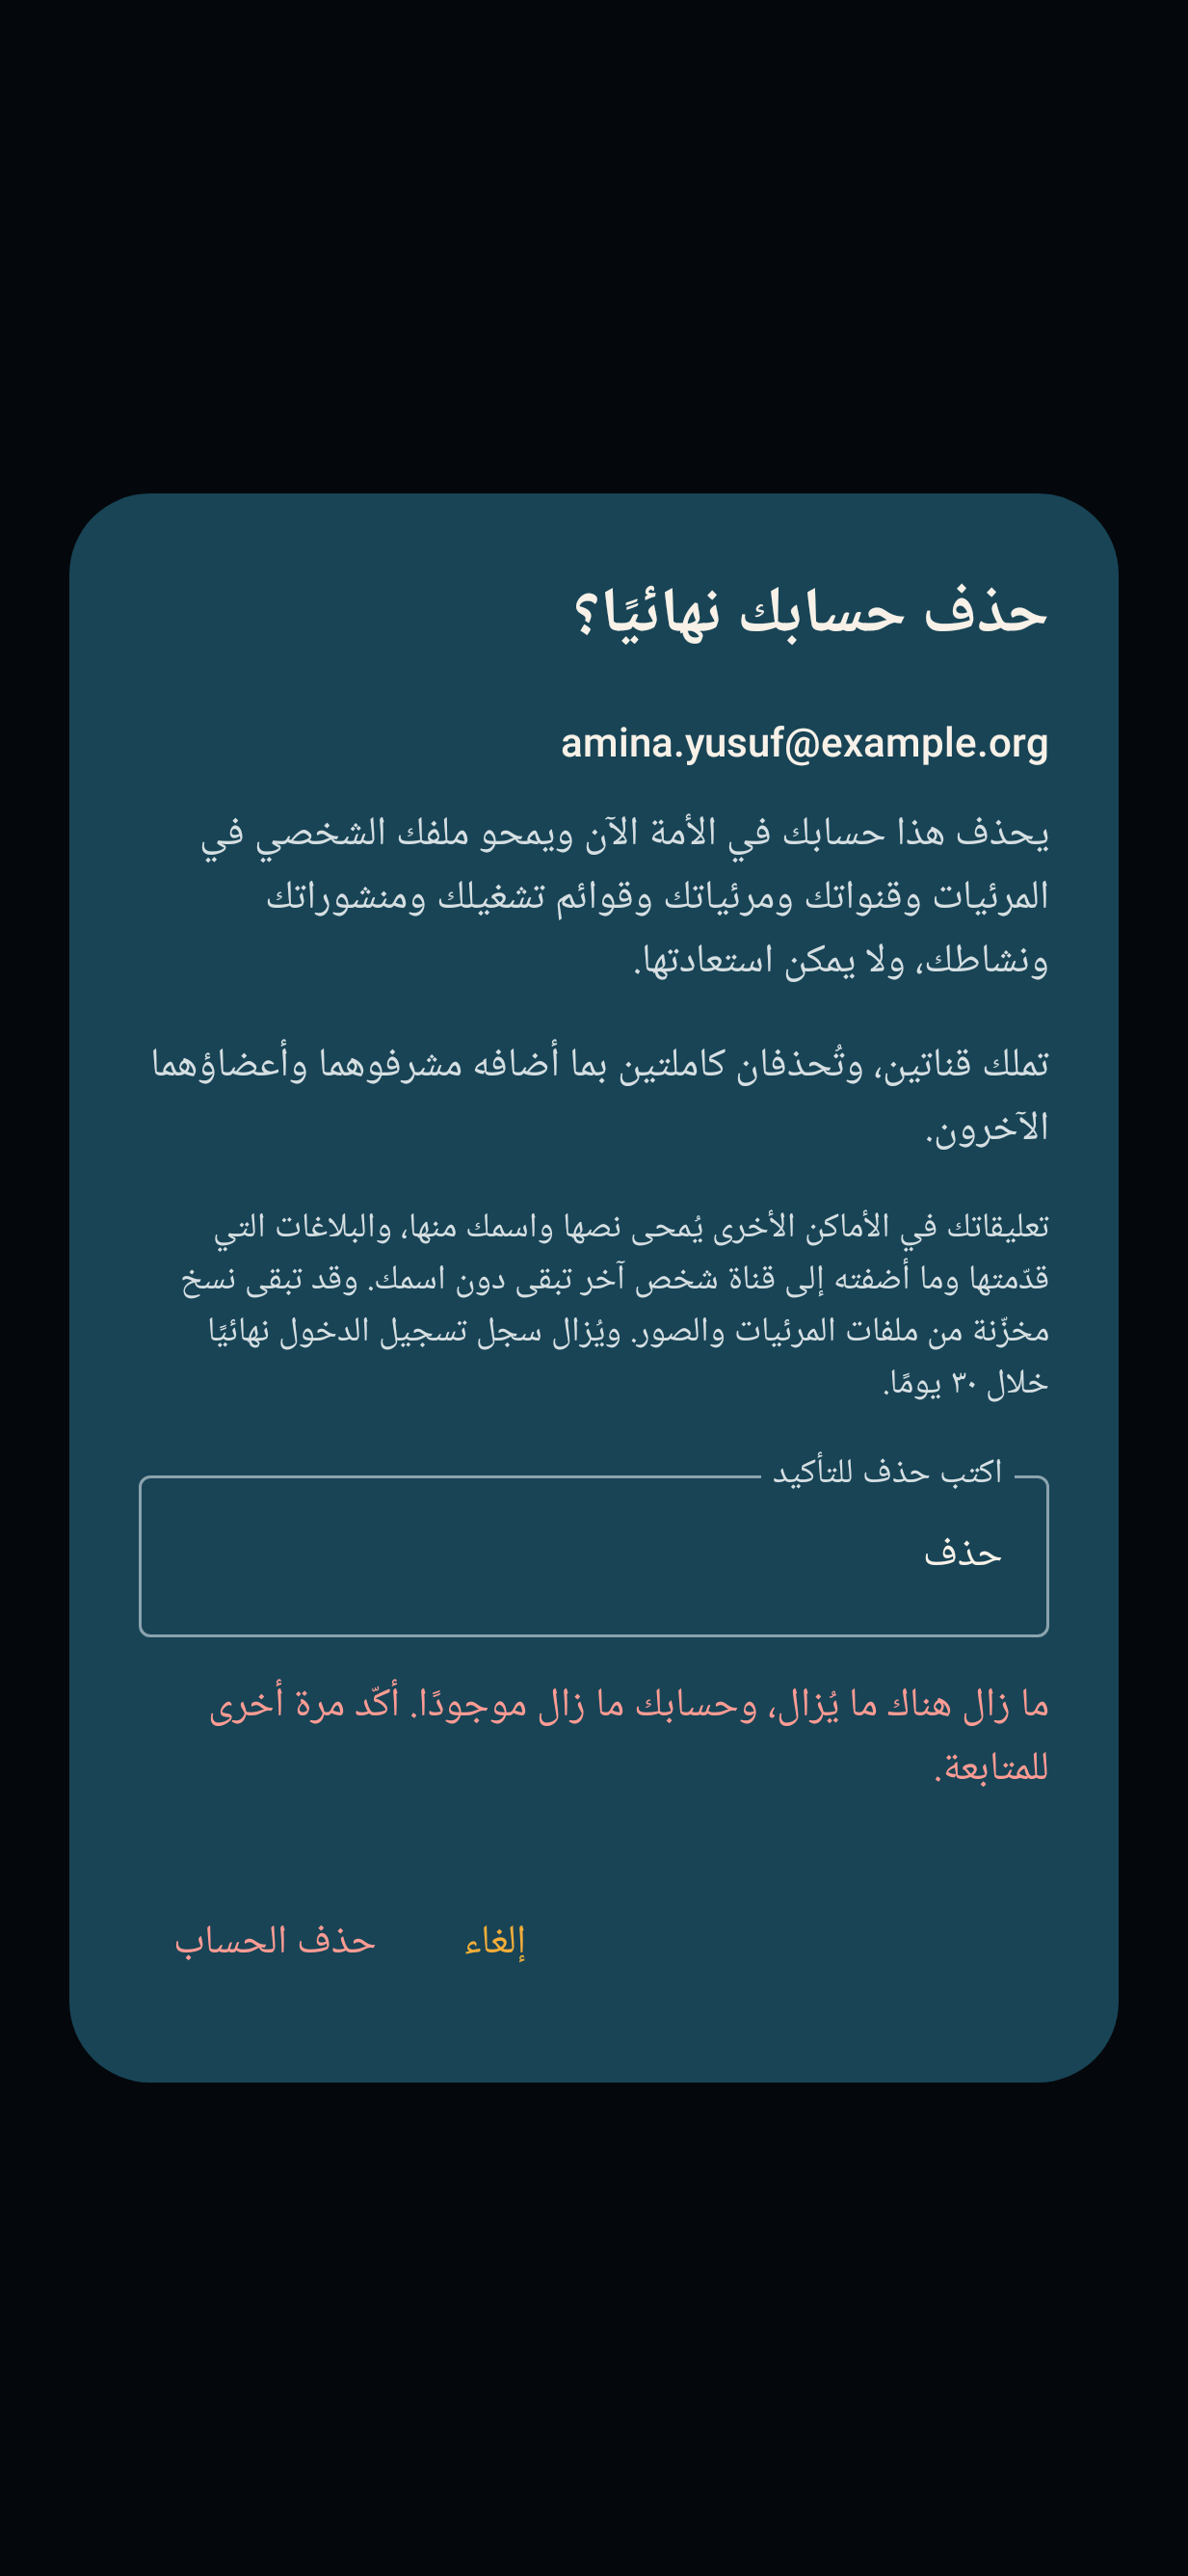 حذف حسابك نهائيًا؟
amina.yusuf@example.org
يحذف هذا حسابك في الأمة الآن ويمحو ملفك الشخصي في
المرئيات وقنواتك ومرئياتك وقوائم تشغيلك ومنشوراتك
ونشاطك، ولا يمكن استعادتها.
تملك قناتين، وتُحذفان كاملتين بما أضافه مشرفوهما وأعضاؤهما
الآخرون.
تعليقاتك في الأماكن الأخرى يُمحى نصها واسمك منها، والبلاغات التي
قدّمتها وما أضفته إلى قناة شخص آخر تبقى دون اسمك. وقد تبقى نسخ
مخزّنة من ملفات المرئيات والصور. ويُزال سجل تسجيل الدخول نهائيًا
خلال ٣٠ يومًا.
اكتب حذف للتأكيد
حذف
ما زال هناك ما يُزال، وحسابك ما زال موجودًا. أكّد مرة أخرى
للمتابعة.
إلغاء
حذف الحساب